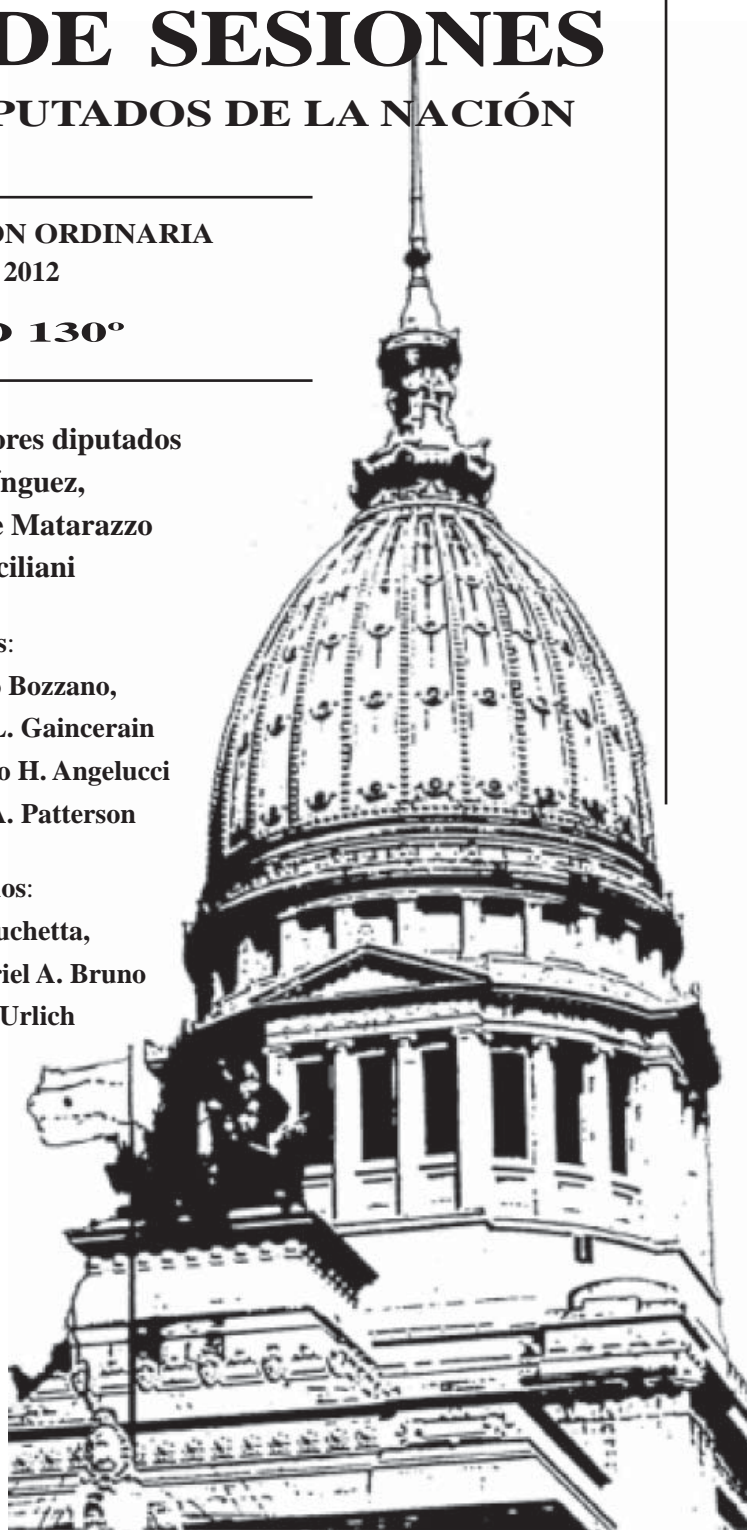 DE SESIONES
PUTADOS DE LA NACIÓN
ON ORDINARIA
2012
O 130º
ores diputados
ínguez,
e Matarazzo
ciliani
s:
o Bozzano,
L. Gaincerain
o H. Angelucci
A. Patterson
ios:
uchetta,
riel A. Bruno
Urlich